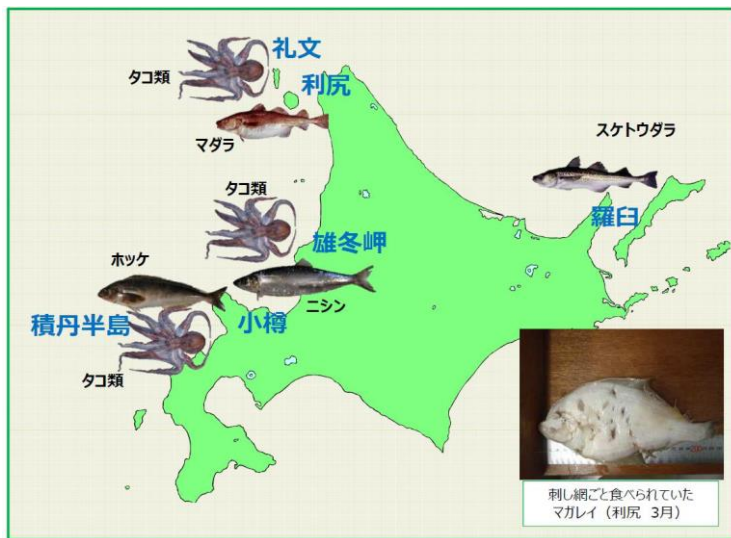 礼文
タコ類
利尻
マダラ
スケトウダラ
羅臼
タコ類
雄冬岬
ホッケ
ニシン
積丹半島
小樽
タコ類
刺し網ごと食べられていた
マガレイ（利尻 3月）